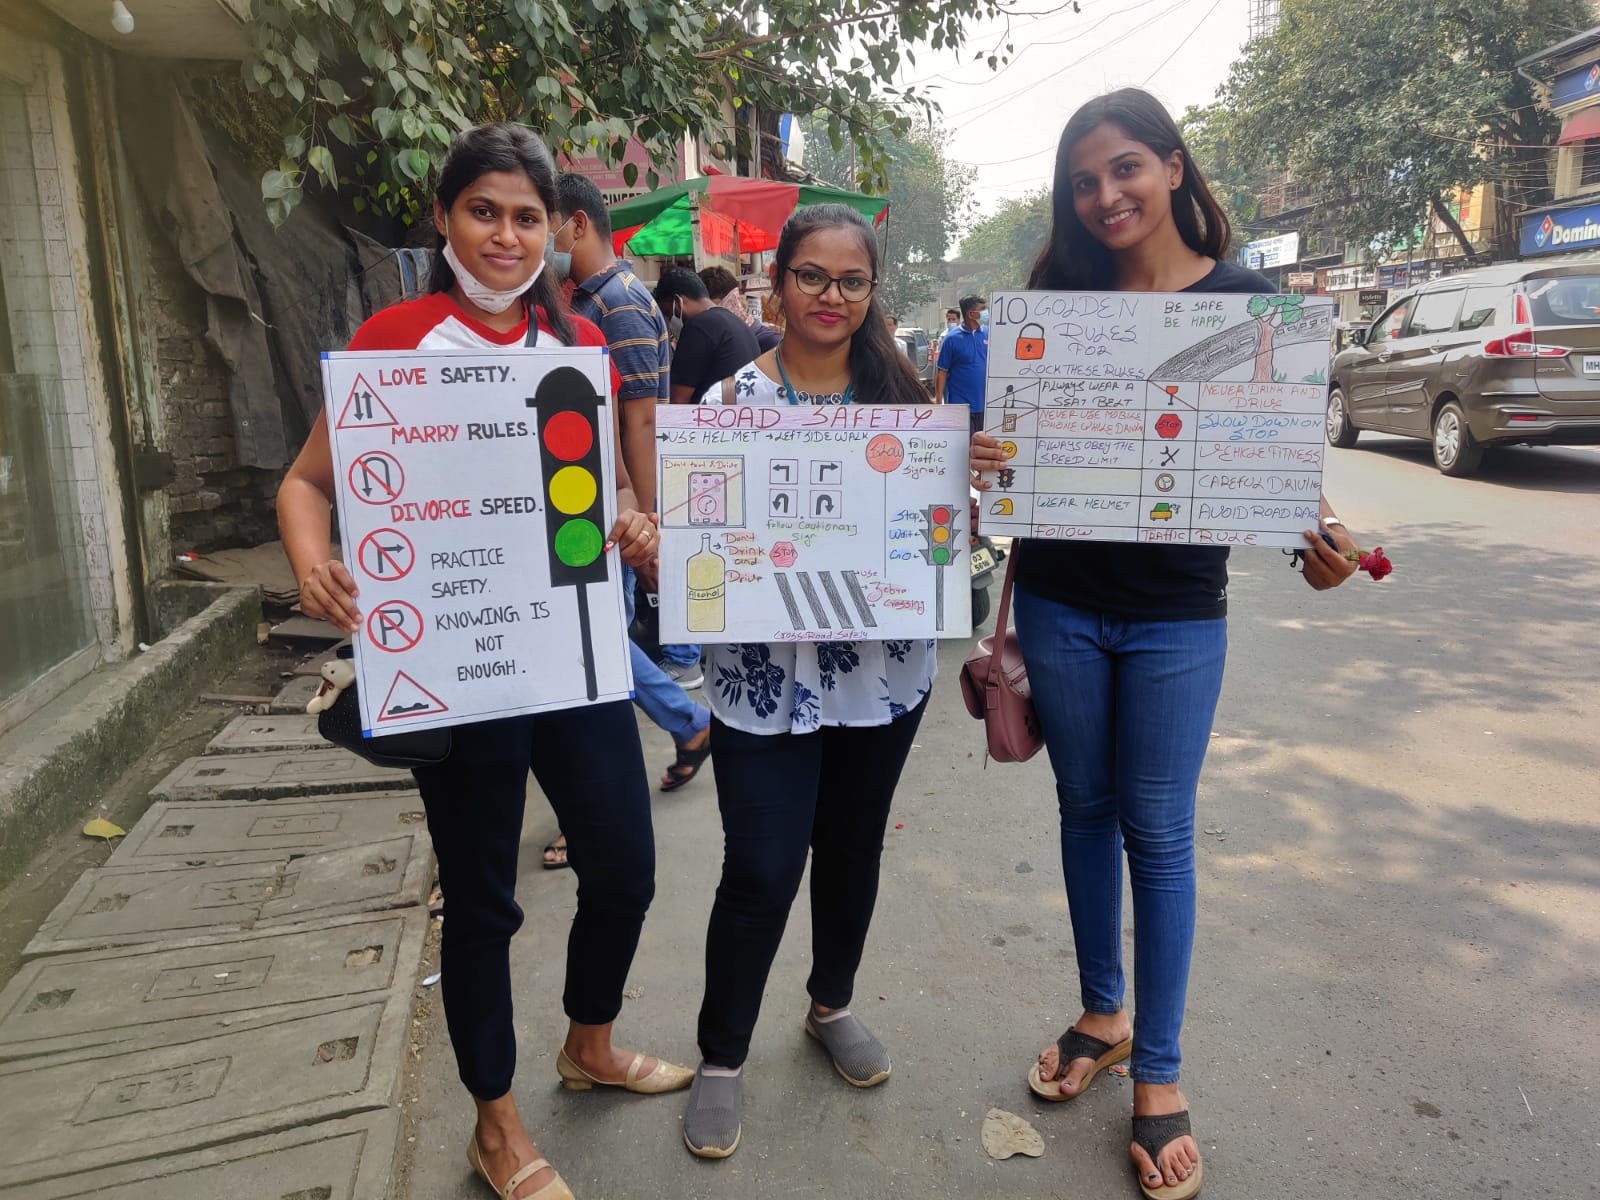 LOVE SAFETY.
MARRY RULES.
DIVORCE SPEED.
PRACTICE
SAFETY.
KNOWING IS
NOT
ENOUGH.
P
ROAD SAFETY
USE HELMET
LEFT SIDE WALK
Slow
Follow
Traffic
Signals
Don't text & Drive
Follow Cautionary
Sign
Stop
Wait
Go
Don't
Drink
and
Drive
STOP
Alcohol
use
Zebra
Crossing
Cross Road Safely
10 GOLDEN
RULES
FOR
LOCK THESE RULES
BE SAFE
BE HAPPY
ALWAYS WEAR A
SEAT BELT
NEVER DRINK AND
DRIVE
NEVER USE MOBILE
PHONE WHILE DRIVIN
STOP
SLOW DOWN ON
STOP
ALWAYS OBEY THE
SPEED LIMIT
VEHICLE FITNESS
CAREFUL DRIVING
WEAR HELMET
AVOID ROAD RAGE
FOLLOW TRAFFIC RULE
GINEE
Domino
MH